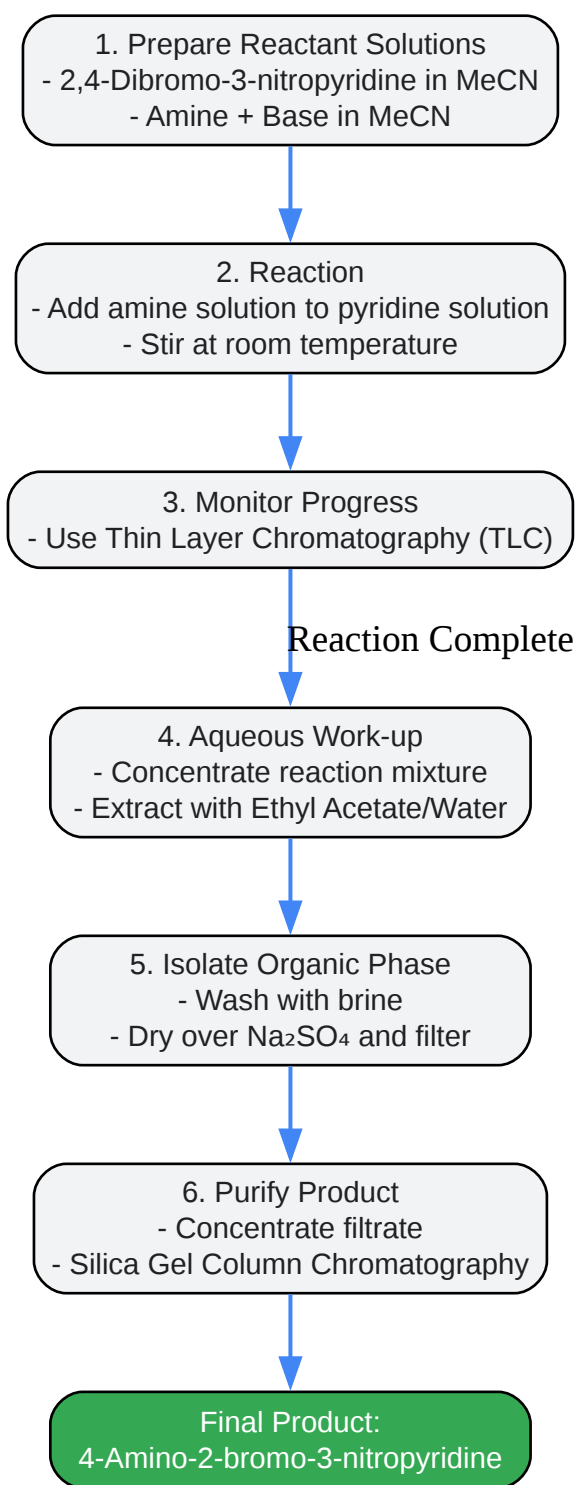 1. Prepare Reactant Solutions
- 2,4-Dibromo-3-nitropyridine in MeCN
- Amine + Base in MeCN
2. Reaction
- Add amine solution to pyridine solution
- Stir at room temperature
3. Monitor Progress
- Use Thin Layer Chromatography (TLC)
Reaction Complete
4. Aqueous Work-up
- Concentrate reaction mixture
- Extract with Ethyl Acetate/Water
5. Isolate Organic Phase
- Wash with brine
- Dry over Na₂SO₄ and filter
6. Purify Product
- Concentrate filtrate
- Silica Gel Column Chromatography
Final Product:
4-Amino-2-bromo-3-nitropyridine